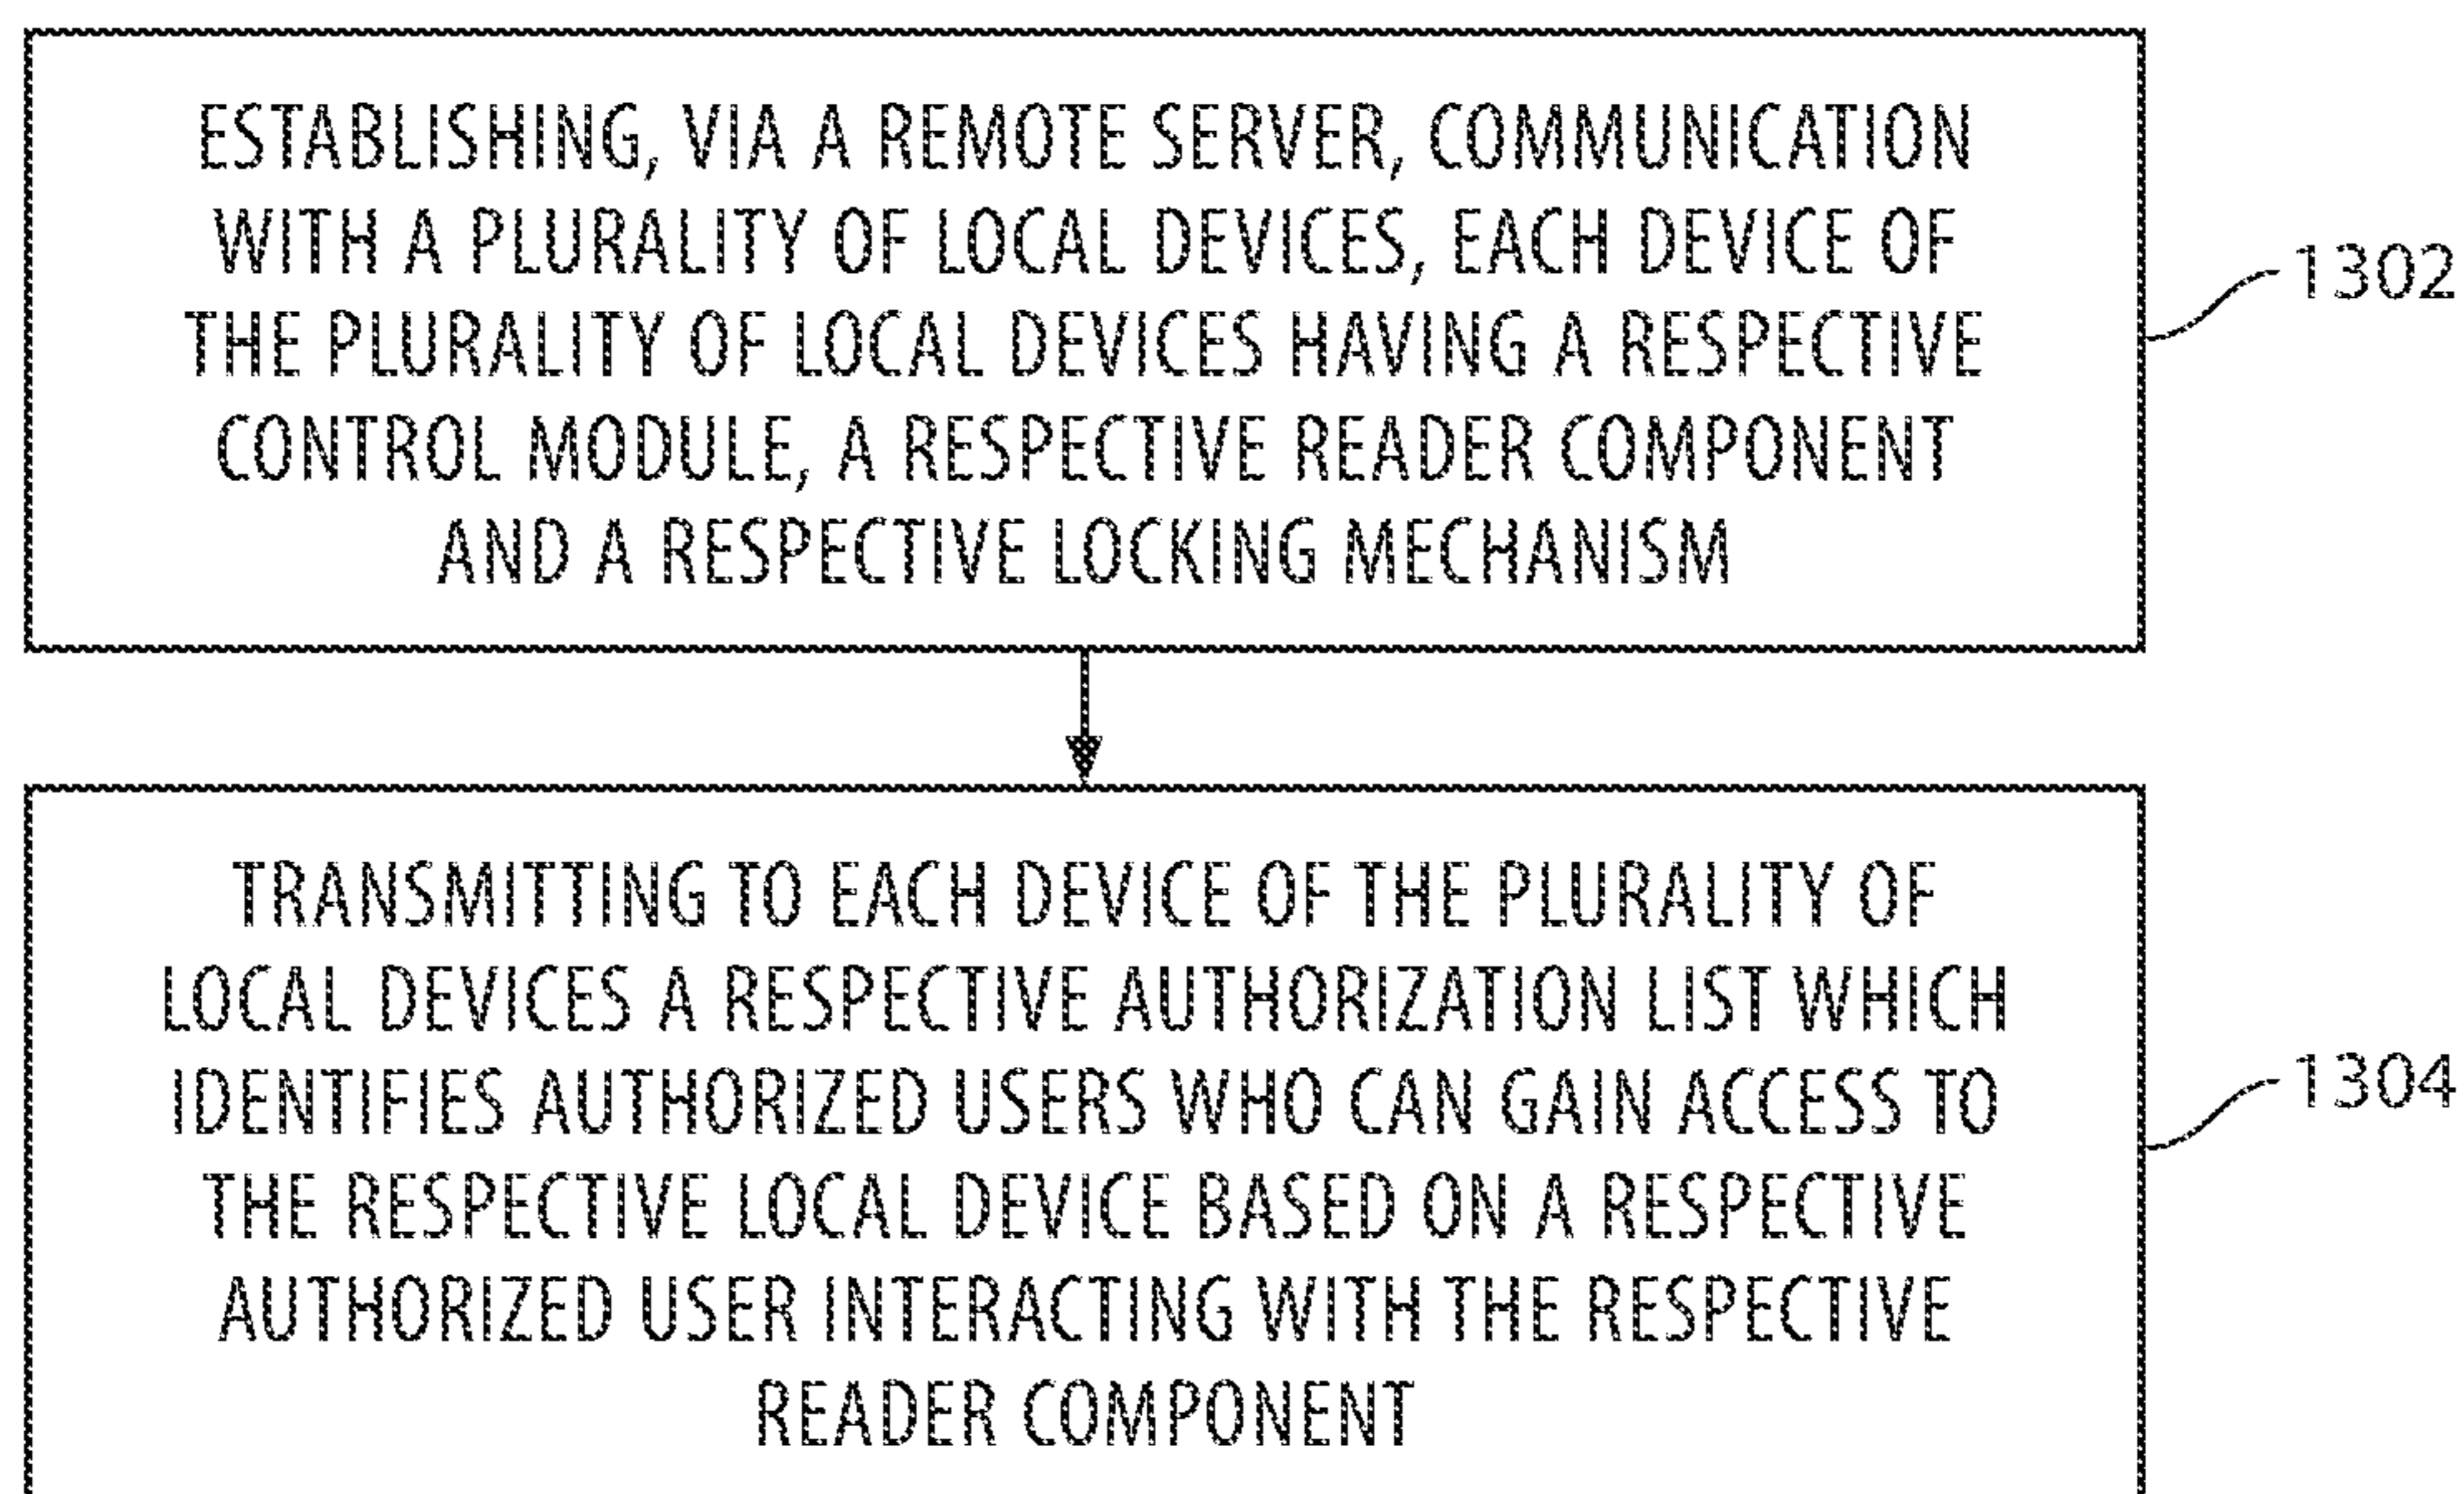 ESTABLISHING, VIA A REMOTE SERVER, COMMUNICATION
WITH A PLURALITY OF LOCAL DEVICES, EACH DEVICE OF
THE PLURALITY OF LOCAL DEVICES HAVING A RESPECTIVE
CONTROL MODULE, A RESPECTIVE READER COMPONENT
AND A RESPECTIVE LOCKING MECHANISM
1302
TRANSMITTING TO EACH DEVICE OF THE PLURALITY OF
LOCAL DEVICES A RESPECTIVE AUTHORIZATION LIST WHICH
IDENTIFIES AUTHORIZED USERS WHO CAN GAIN ACCESS TO
THE RESPECTIVE LOCAL DEVICE BASED ON A RESPECTIVE
AUTHORIZED USER INTERACTING WITH THE RESPECTIVE
READER COMPONENT
1304